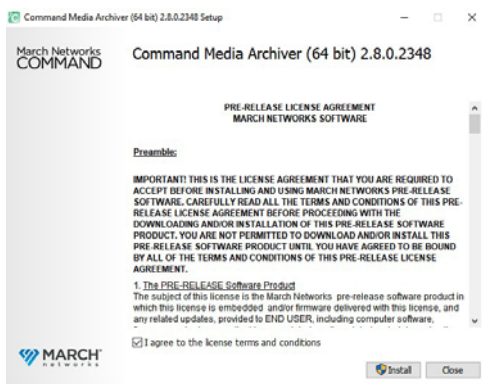 Command Media Archiver (64 bit) 2.8.0.2348 Setup
March Networks
COMMAND
Command Media Archiver (64 bit) 2.8.0.2348
PRE-RELEASE LICENSE AGREEMENT
MARCH NETWORKS SOFTWARE
Preamble:
IMPORTANT! THIS IS THE LICENSE AGREEMENT THAT YOU ARE REQUIRED TO
ACCEPT BEFORE INSTALLING AND USING MARCH NETWORKS PRE-RELEASE
SOFTWARE. CAREFULLY READ ALL THE TERMS AND CONDITIONS OF THIS PRE-
RELEASE LICENSE AGREEMENT BEFORE PROCEEDING WITH THE
DOWNLOADING AND/OR INSTALLATION OF THIS PRE-RELEASE SOFTWARE
PRODUCT. YOU ARE NOT PERMITTED TO DOWNLOAD AND/OR INSTALL THIS
PRE-RELEASE SOFTWARE PRODUCT UNTIL YOU HAVE AGREED TO BE BOUND
BY ALL OF THE TERMS AND CONDITIONS OF THIS PRE-RELEASE LICENSE
AGREEMENT.
1. The PRE-RELEASE Software Product
The subject of this license is the March Networks pre-release software product in
which this license is embedded and/or firmware delivered with this license, and
any related updates, provided to END USER, including computer software,
I agree to the license terms and conditions
MARCH
networks
Install
Close